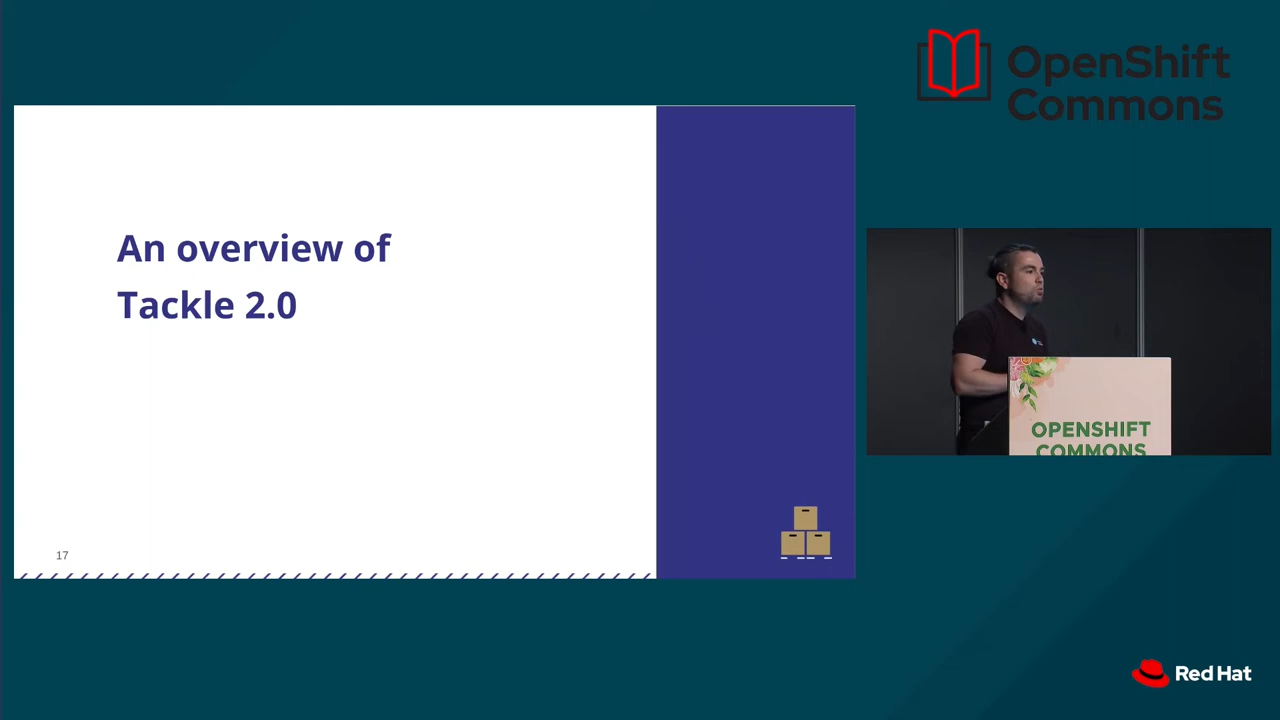 OpenShift
Commons
An overview of
Tackle 2.0
17
OPENSHIFT
COMMONS
Red Hat